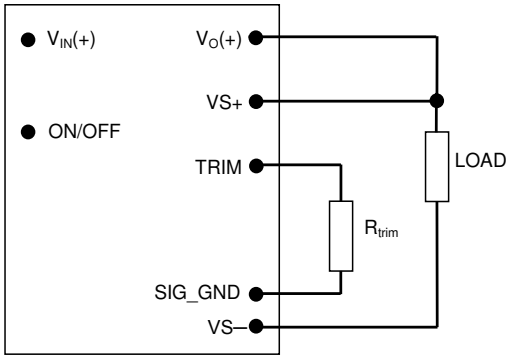 V_IN(+)
V_O(+)
VS+
ON/OFF
TRIM
LOAD
R_trim
SIG_GND
VS─